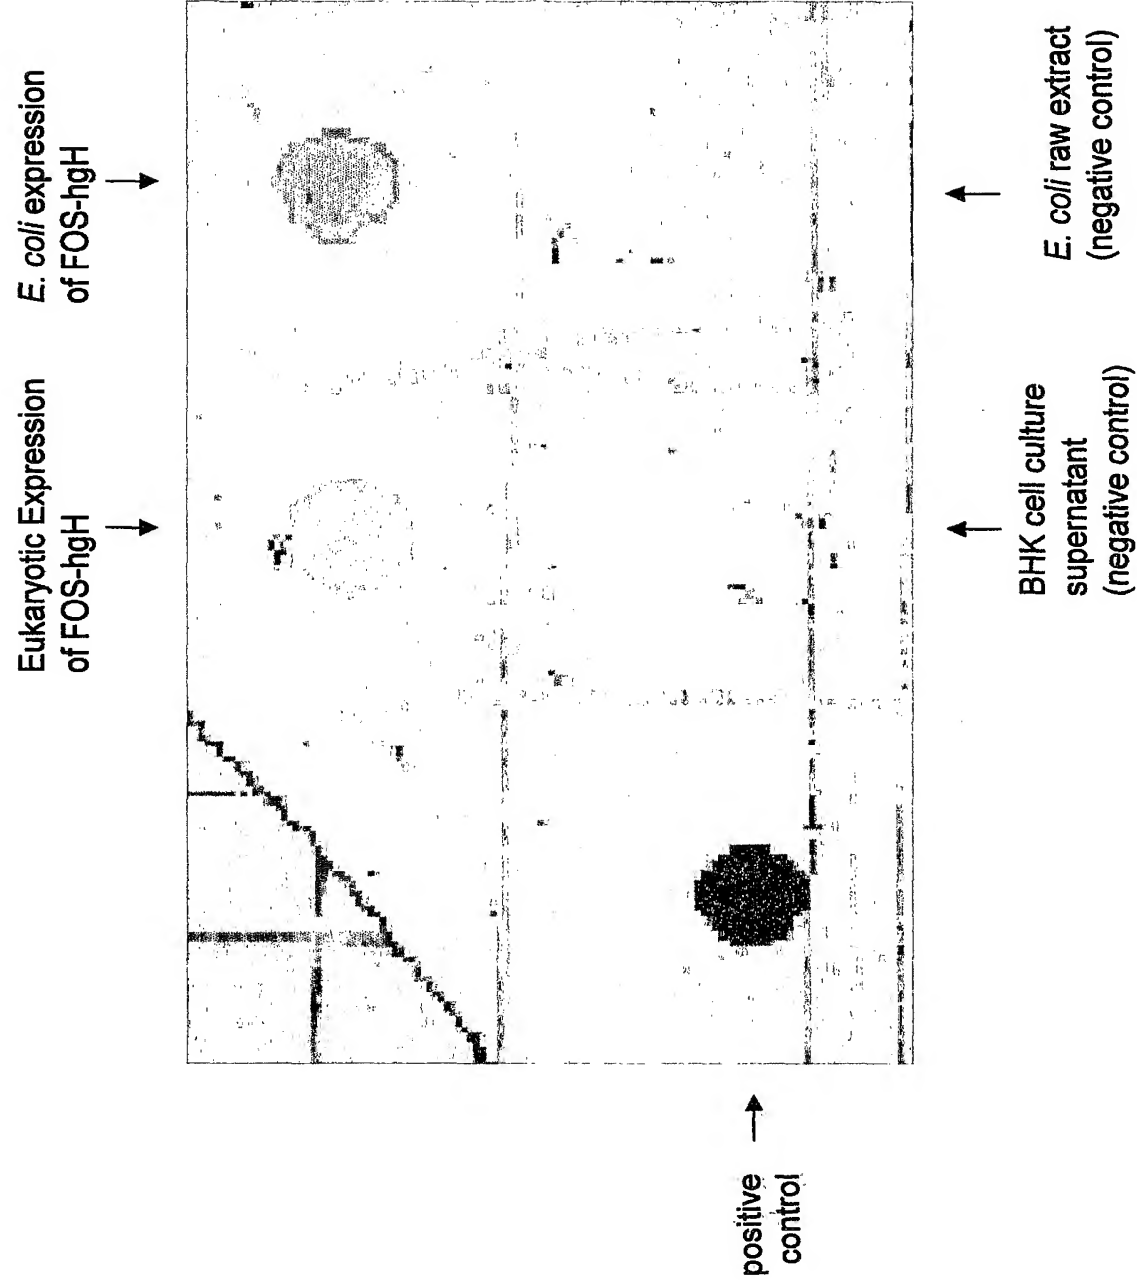 Eukaryotic Expression
of FOS-hgH
E. coli expression
of FOS-hgH
positive
control
BHK cell culture
supernatant
(negative control)
E. coli raw extract
(negative control)